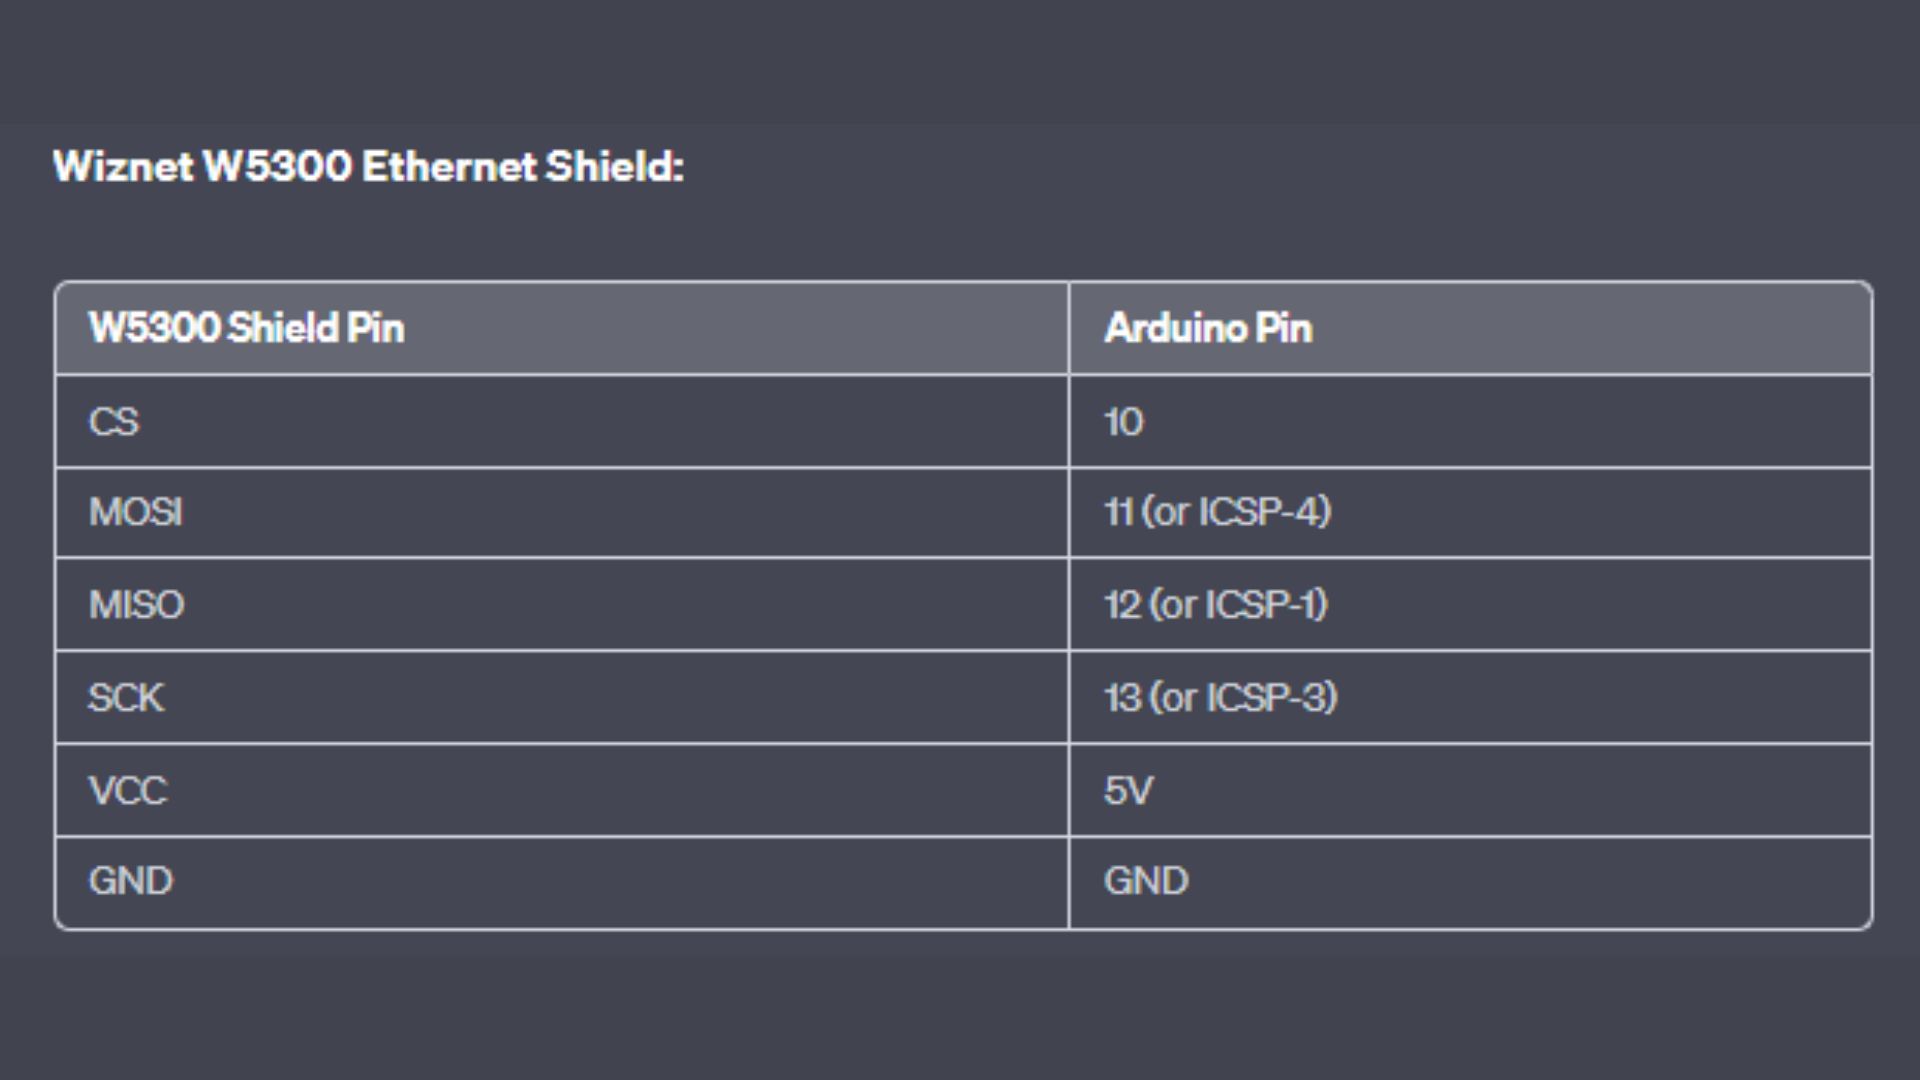 Wiznet W5300 Ethernet Shield:
W5300 Shield Pin Arduino Pin
CS 10
MOSI 11 (or ICSP-4)
MISO 12 (or ICSP-1)
SCK 13 (or ICSP-3)
VCC 5V
GND GND